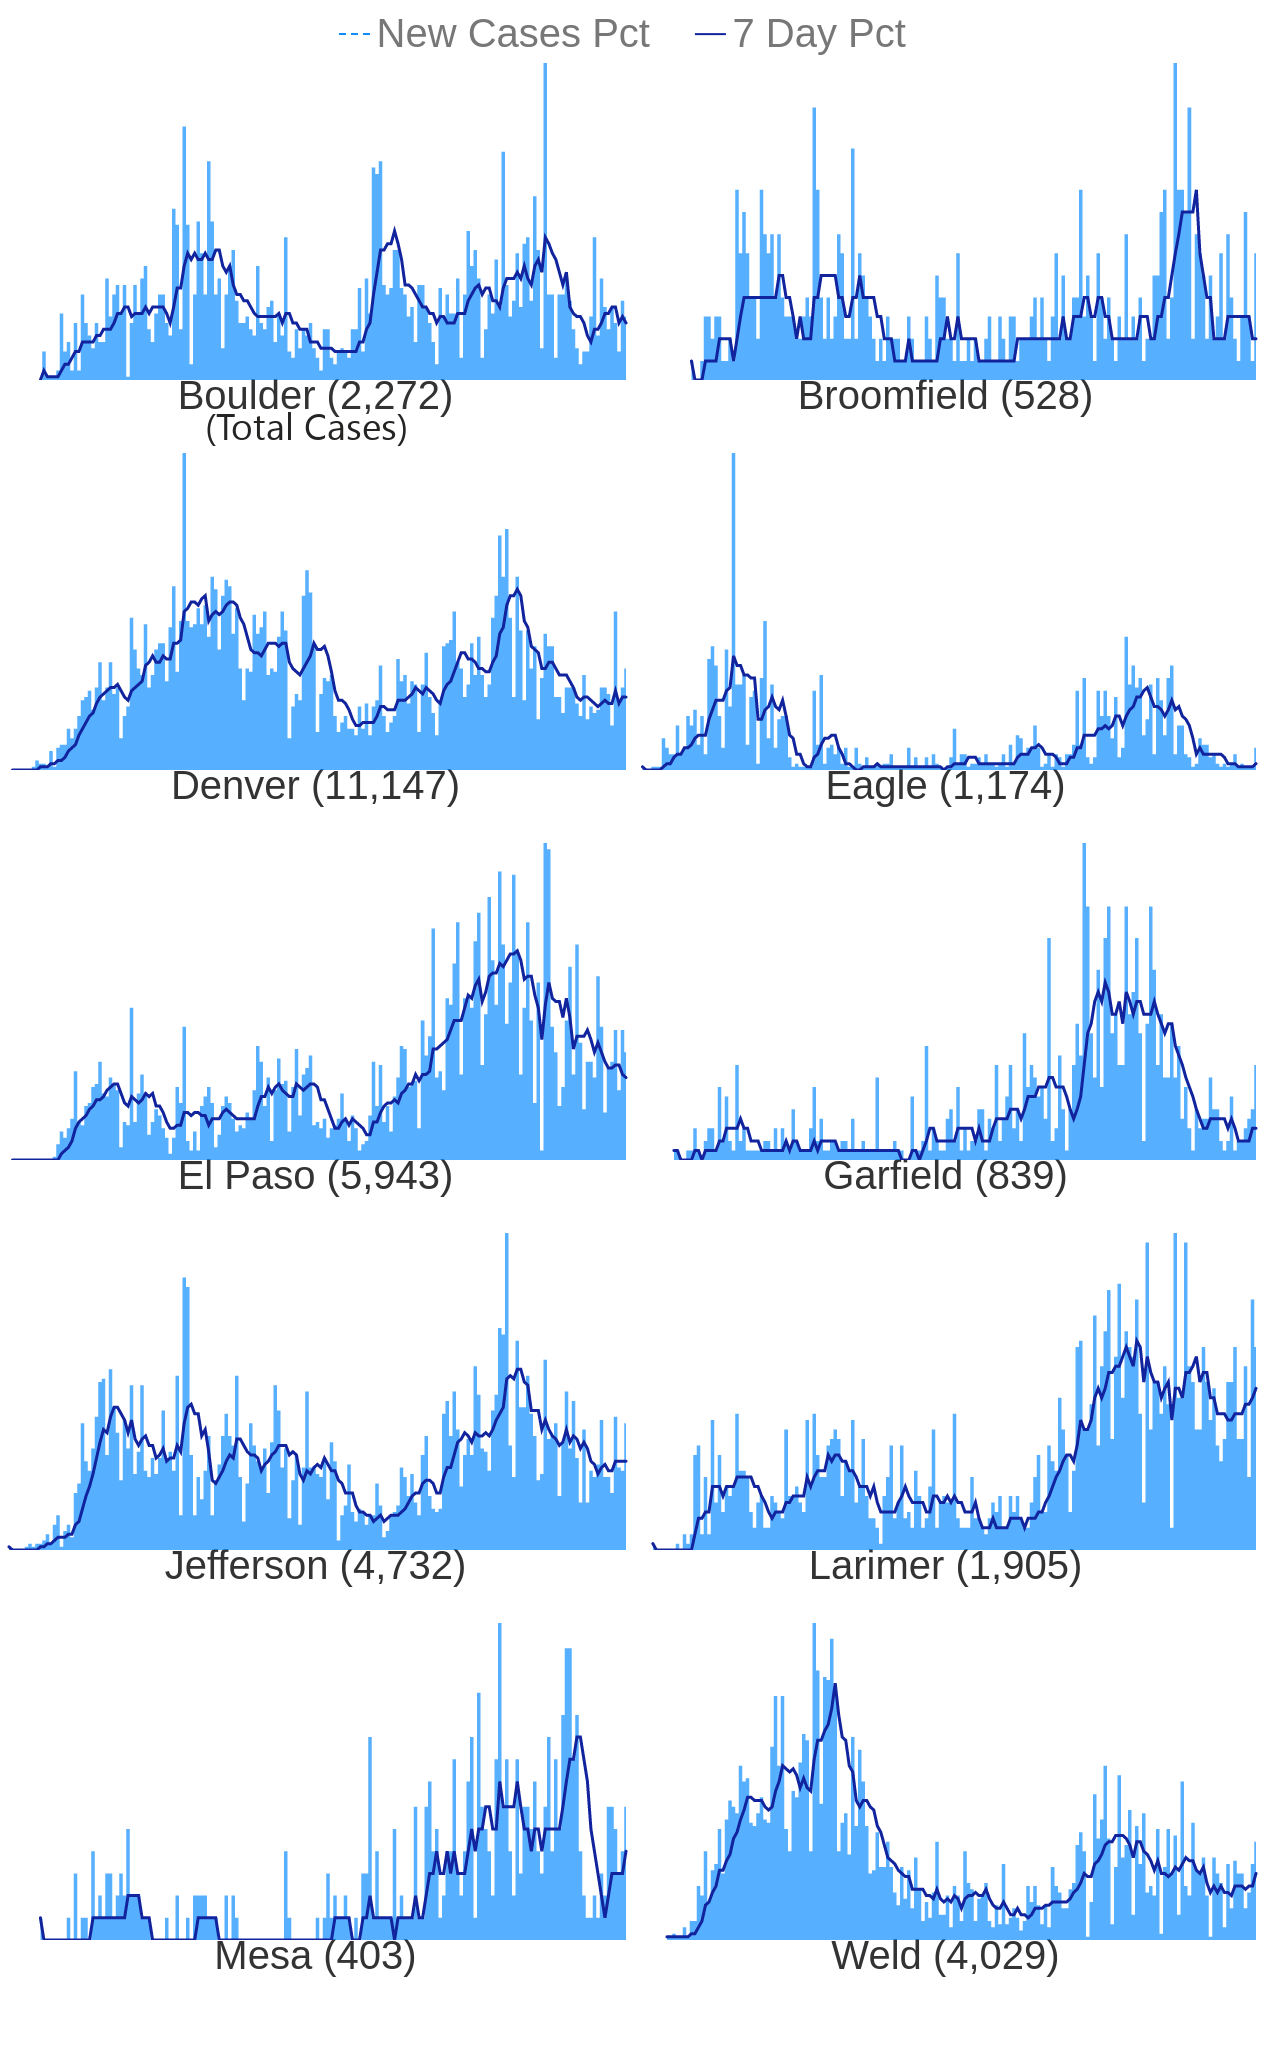 New Cases Pct 7 Day Pct
Boulder (2,272) Broomfield (528)
(Total Cases)
Denver (11,147) Eagle (1,174)
El Paso (5,943) Garfield (839)
Jefferson (4,732) Larimer (1,905)
Mesa (403) Weld (4,029)